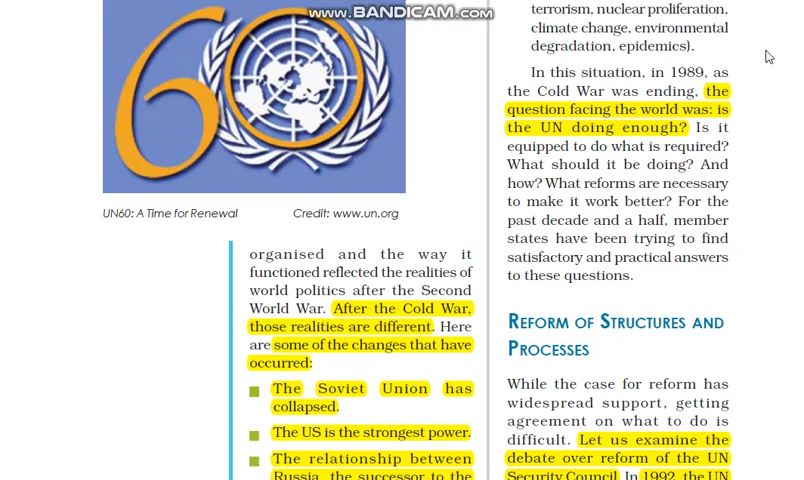 www.BANDICAM.com
60
UN60: A Time for Renewal
Credit: www.un.org
organised and the way it
functioned reflected the realities of
world politics after the Second
World War. After the Cold War,
those realities are different. Here
are some of the changes that have
occurred:
The Soviet Union has
collapsed.
The US is the strongest power.
The relationship between
Russia, the successor to the
terrorism, nuclear proliferation,
climate change, environmental
degradation, epidemics).
In this situation, in 1989, as
the Cold War was ending, the
question facing the world was: is
the UN doing enough? Is it
equipped to do what is required?
What should it be doing? And
how? What reforms are necessary
to make it work better? For the
past decade and a half, member
states have been trying to find
satisfactory and practical answers
to these questions.
REFORM OF STRUCTURES AND
PROCESSES
While the case for reform has
widespread support, getting
agreement on what to do is
difficult. Let us examine the
debate over reform of the UN
Security Council. In 1992, the UN